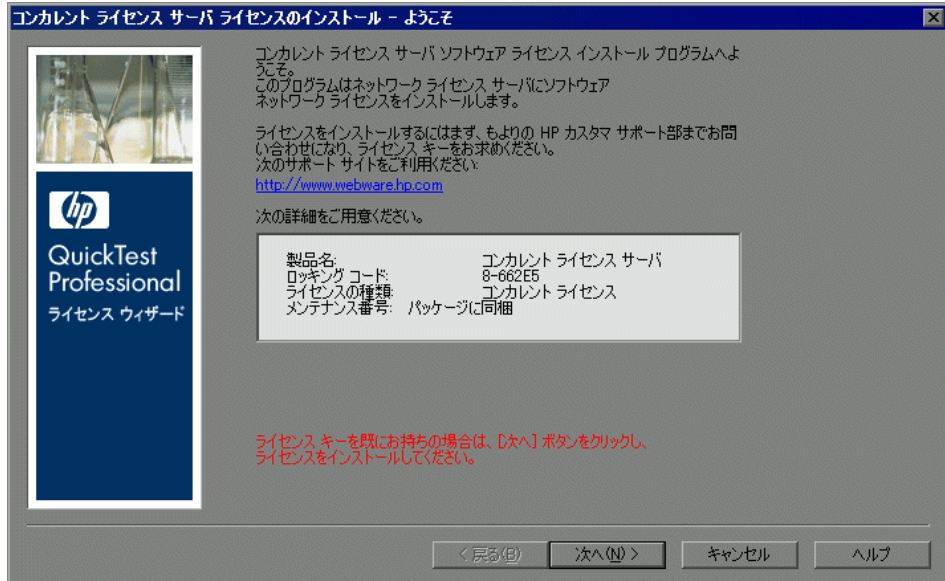 コンカレント ライセンス サーバ ライセンスのインストール - ようこそ
コンカレント ライセンス サーバ ソフトウェア ライセンス インストール プログラムへよ
うこそ。
このプログラムはネットワーク ライセンス サーバにソフトウェア
ネットワーク ライセンスをインストールします。
ライセンスをインストールするにはまず、もよりの HP カスタマ サポート部までお問
い合わせになり、ライセンス キーをお求めください。
次のサポート サイトをご利用ください:
http://www.webware.hp.com
次の詳細をご用意ください。
hp
QuickTest
Professional
ライセンス ウィザード
製品名: コンカレント ライセンス サーバ
ロッキング コード: 8-662E5
ライセンスの種類: コンカレント ライセンス
メンテナンス番号: パッケージに同梱
ライセンス キーを既にお持ちの場合は、[次へ] ボタンをクリックし、
ライセンスをインストールしてください。
< 戻る(B) 次へ(N) > キャンセル ヘルプ